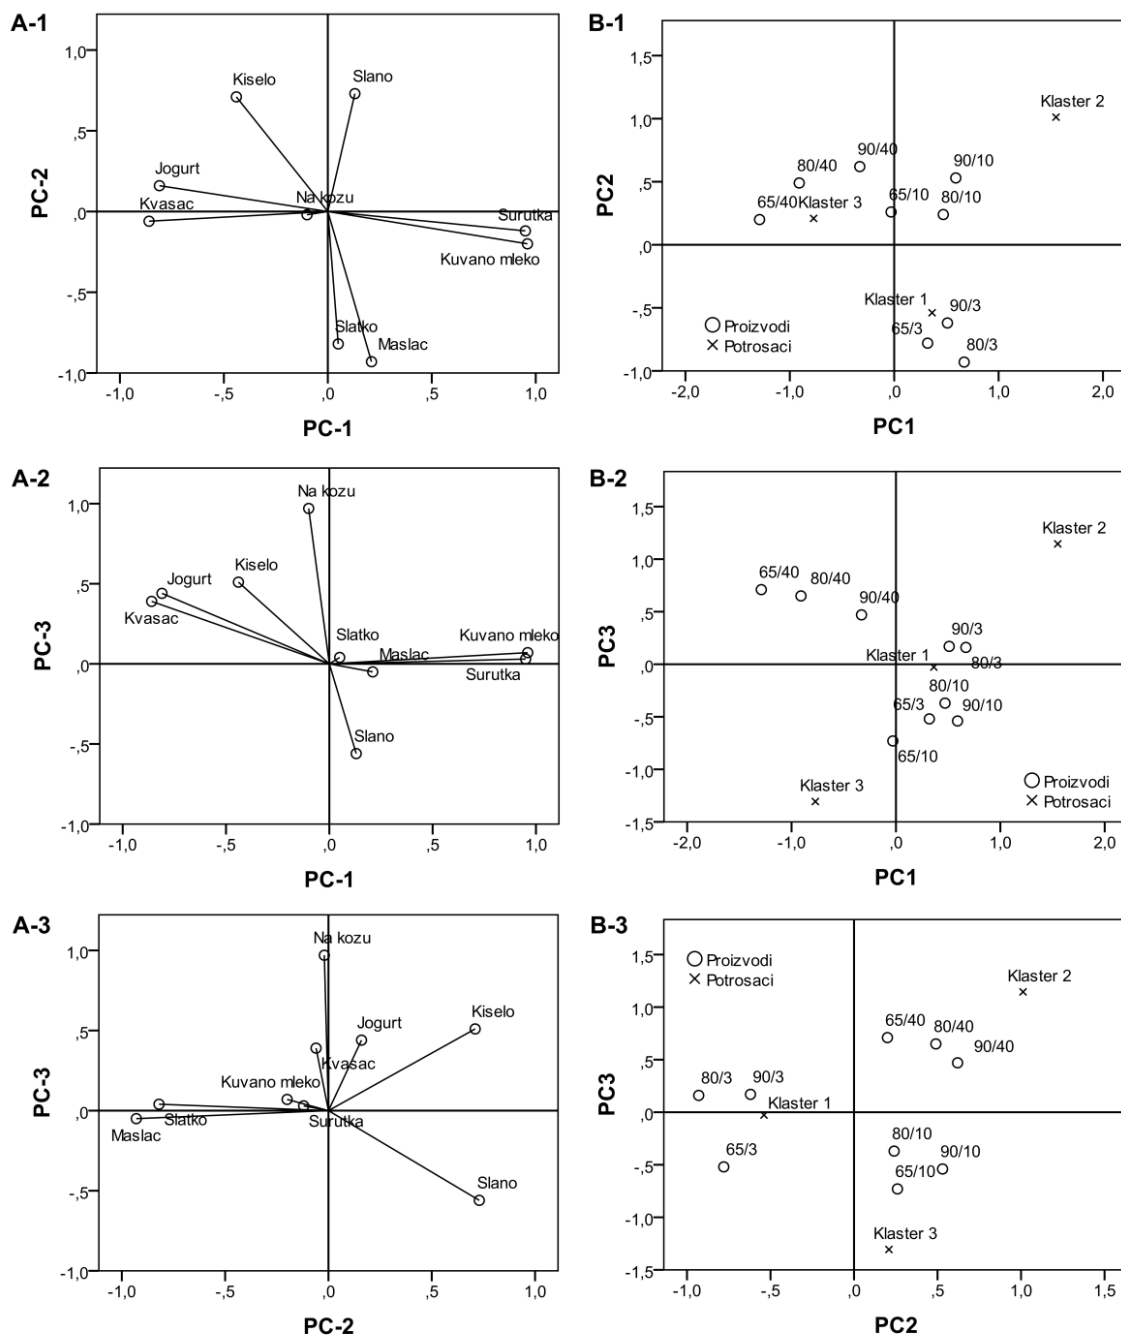 A-1
1,0
Kiselo
Slano
,5
Jogurt
Na kozu
Kvasac
,0
Surutka
Kuvano mleko
-,5
Slatko
Maslac
-1,0
-1,0 -,5 ,0 ,5 1,0
PC-2
PC-1
B-1
1,5
Klaster 2
1,0
90/40
80/40
90/10
,5
65/40 Klaster 3
65/10
80/10
,0
Klaster 1
90/3
-,5
Proizvodi
65/3
Potrosaci
80/3
-1,0
-2,0 -1,0 ,0 1,0 2,0
PC2
PC1
A-2
Na kozu
1,0
Kiselo
Jogurt
,5
Kvasac
Slatko
Kuvano mleko
Maslac
,0
Surutka
-,5
Slano
-1,0
-1,0 -,5 ,0 ,5 1,0
PC-3
PC-1
B-2
1,5
Klaster 2
1,0
65/40
80/40
90/40
,5
90/3
Klaster 1
80/3
,0
80/10
65/3
90/10
-,5
65/10
-1,0
Klaster 3
Proizvodi
Potrosaci
-1,5
-2,0 -1,0 ,0 1,0 2,0
PC3
PC1
A-3
Na kozu
1,0
Kiselo
Jogurt
,5
Kvasac
Kuvano mleko
,0
Slatko
Surutka
Maslac
-,5
Slano
-1,0
-1,0 -,5 ,0 ,5 1,0
PC-3
PC-2
B-3
1,5
Proizvodi
Potrosaci
Klaster 2
1,0
65/40
80/40
90/40
,5
80/3
90/3
Klaster 1
,0
80/10
65/3
90/10
-,5
65/10
-1,0
Klaster 3
-1,5
-1,0 -,5 ,0 ,5 1,0 1,5
PC3
PC2